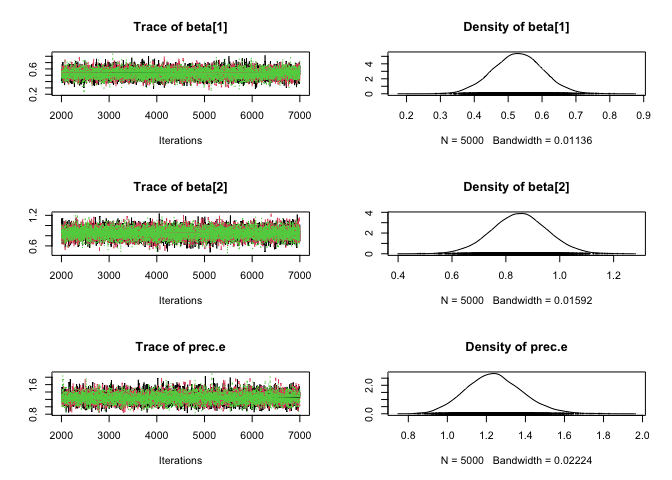 Trace of beta[1]
0.2 0.6
2000 3000 4000 5000 6000 7000
Iterations
Density of beta[1]
0 2 4
0.2 0.3 0.4 0.5 0.6 0.7 0.8 0.9
N = 5000 Bandwidth = 0.01136
Trace of beta[2]
0.6 1.2
2000 3000 4000 5000 6000 7000
Iterations
Density of beta[2]
0 2 4
0.4 0.6 0.8 1.0 1.2
N = 5000 Bandwidth = 0.01592
Trace of prec.e
0.8 1.6
2000 3000 4000 5000 6000 7000
Iterations
Density of prec.e
0.0 2.0
0.8 1.0 1.2 1.4 1.6 1.8 2.0
N = 5000 Bandwidth = 0.02224